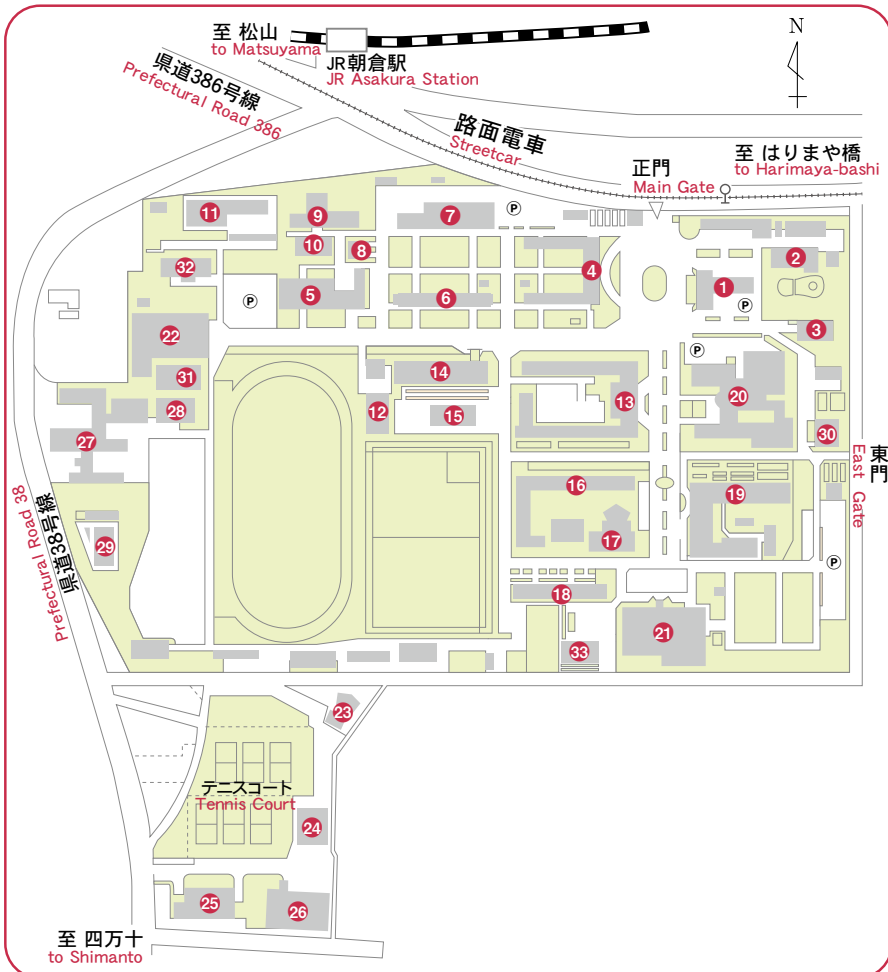 至 松山
to Matsuyama
JR朝倉駅
JR Asakura Station
N
県道386号線
Prefectural Road 386
路面電車
Streetcar
正門
Main Gate
至 はりまや橋
to Harimaya-bashi
11
9
7
P
10
8
4
2
32
5
6
1
P
P
3
22
P
14
20
31
28
12
15
13
30
27
東門
East Gate
16
19
県道38号線
Prefectural Road 38
29
17
P
18
21
33
23
テニスコート
Tennis Court
24
25
26
至 四万十
to Shimanto